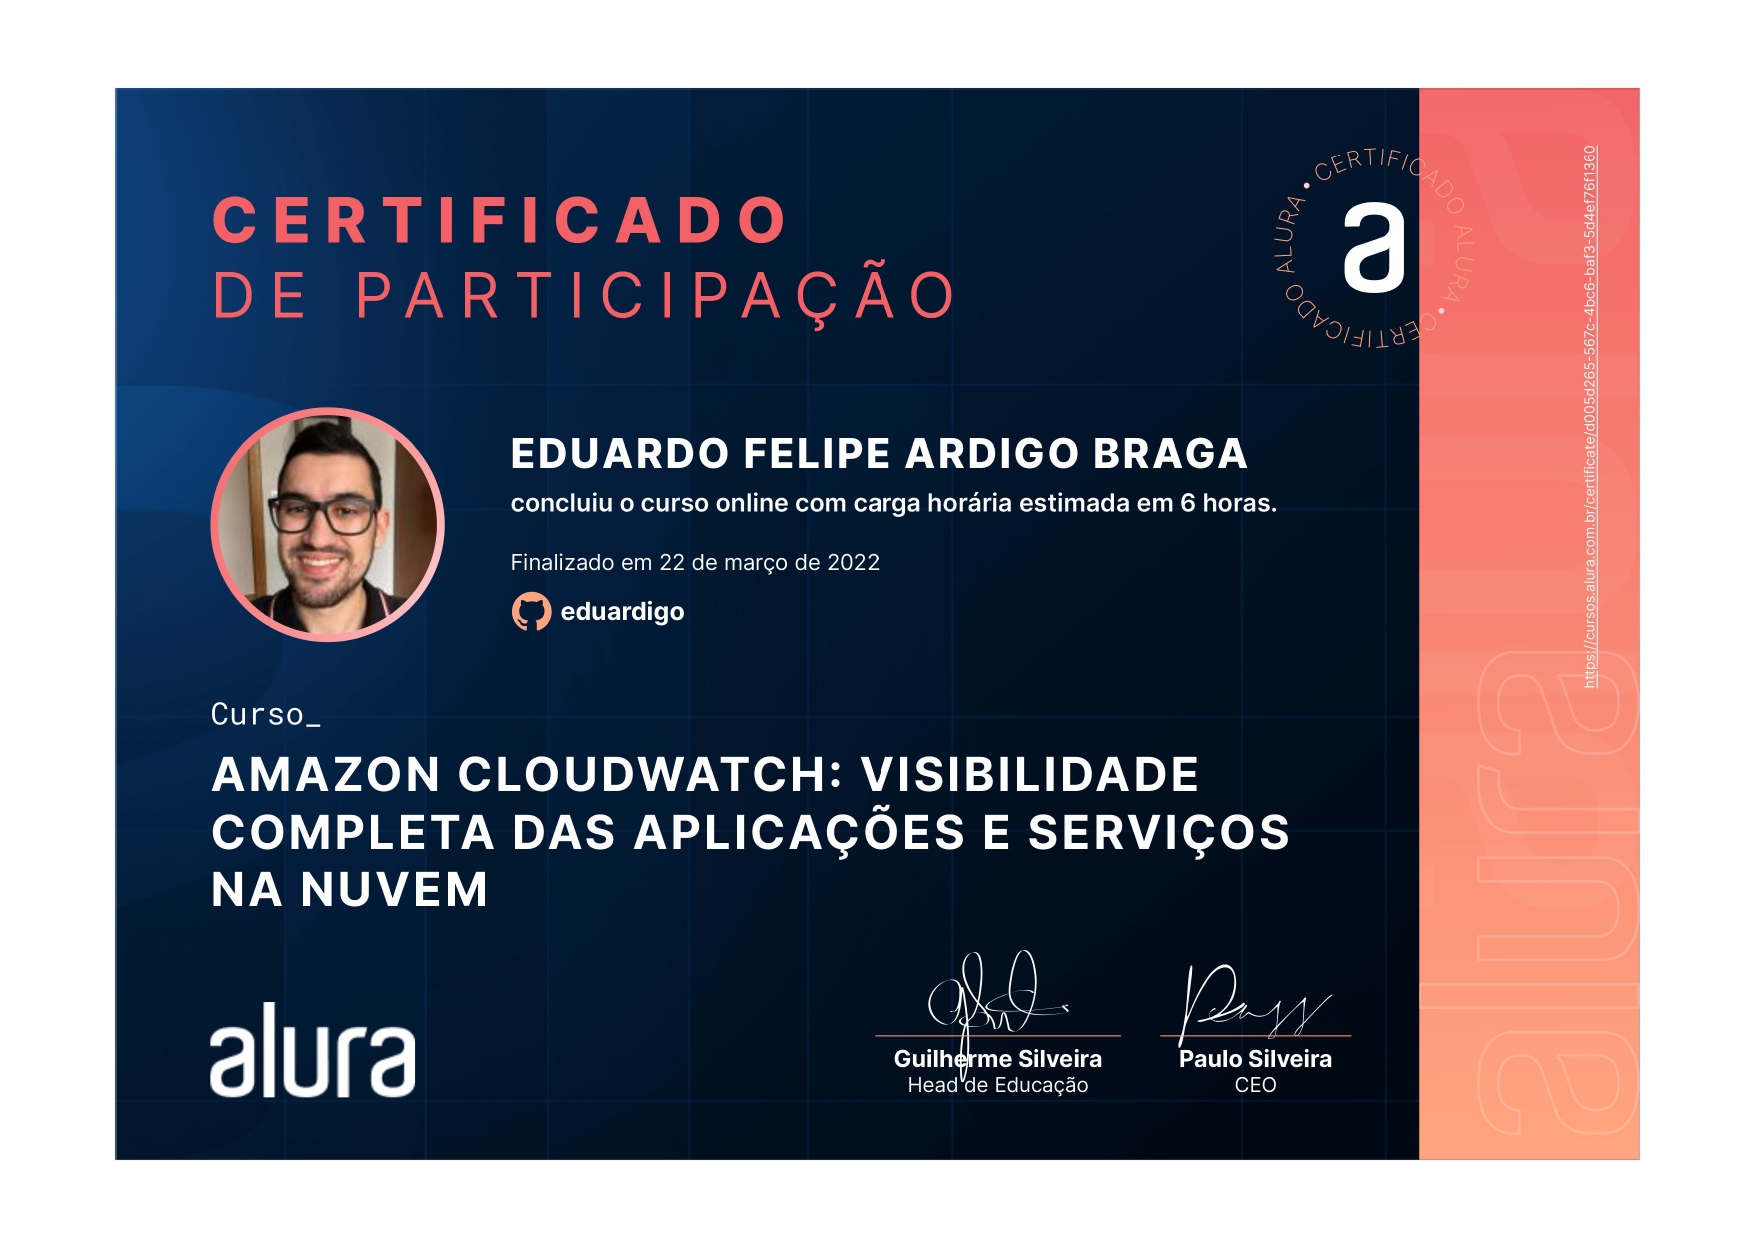 CERTIFICADO
DE PARTICIPAÇÃO
• CERTIFICADO ALURA • CERTIFICADO ALURA
a
https://cursos.alura.com.br/certificate/d005d265-567c-4bc6-baf3-5d4ef76f1360
EDUARDO FELIPE ARDIGO BRAGA
concluiu o curso online com carga horária estimada em 6 horas.
Finalizado em 22 de março de 2022
eduardigo
Curso_
AMAZON CLOUDWATCH: VISIBILIDADE
COMPLETA DAS APLICAÇÕES E SERVIÇOS
NA NUVEM
alura
Guilherme Silveira
Head de Educação
Paulo Silveira
CEO
alura